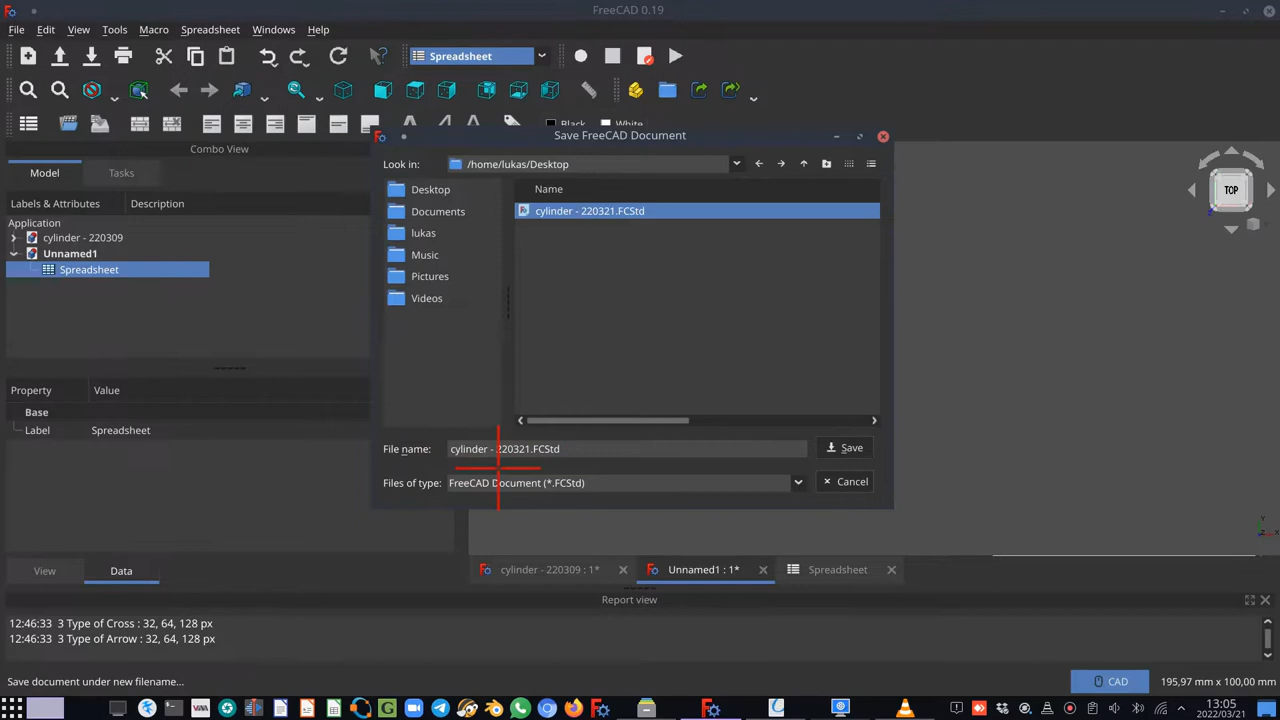 FreeCAD 0.19
File Edit View Tools Macro Spreadsheet Windows Help
Spreadsheet
Black White
Combo View
Save FreeCAD Document
Look in: /home/lukas/Desktop
Model Tasks
TOP
Name
Desktop
cylinder - 220321.FCStd
Documents
lukas
Music
Pictures
Videos
Labels & Attributes Description
Application
cylinder - 220309
Unnamed1
Spreadsheet
Property Value
Base
Label Spreadsheet
File name: cylinder - 220321.FCStd Save
Files of type: FreeCAD Document (*.FCStd) Cancel
View Data
cylinder - 220309 : 1* Unnamed1 : 1* Spreadsheet
Report view
12:46:33 3 Type of Cross : 32, 64, 128 px
12:46:33 3 Type of Arrow : 32, 64, 128 px
Save document under new filename...
CAD 195,97 mm x 100,00 mm
13:05
2022/03/21